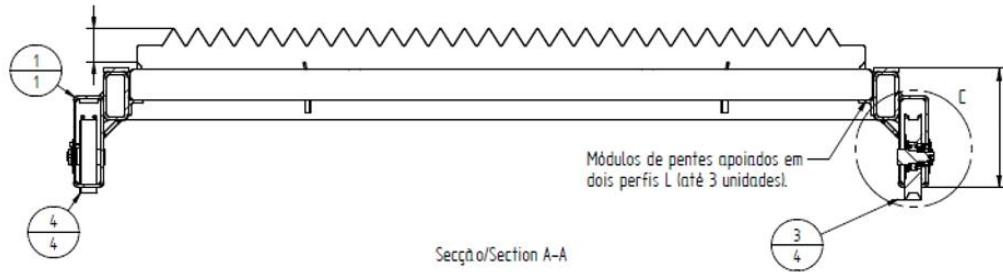 1
1
C
Módulos de pentes apoiados em
dois perfis L (até 3 unidades).
4
4
3
4
Secção/Section A-A